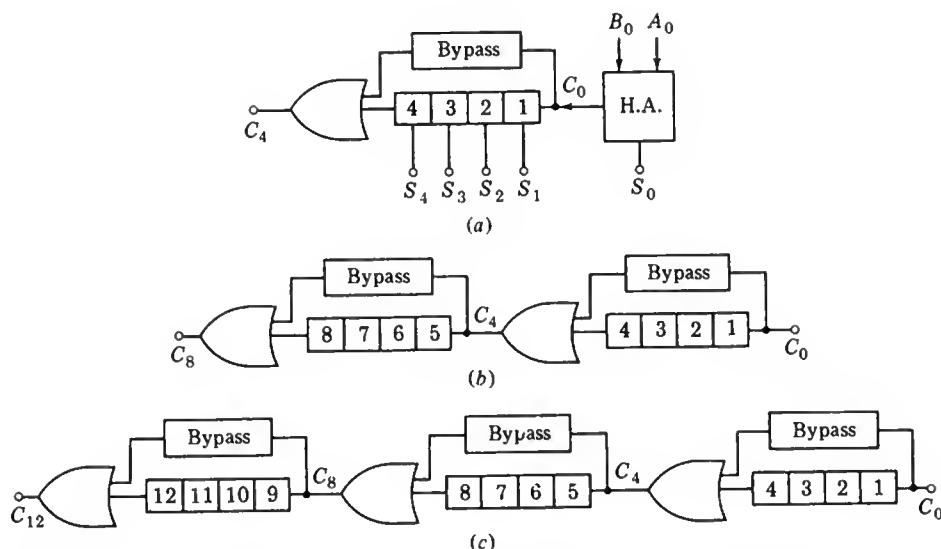 B₀ A₀
Bypass
C₀
H.A.
4 3 2 1
C₄
S₄ S₃ S₂ S₁ S₀
(a)
Bypass Bypass
C₄
8 7 6 5 4 3 2 1
C₈ C₀
(b)
Bypass Bypass Bypass
C₈ C₄
12 11 10 9 8 7 6 5 4 3 2 1
C₁₂ C₀
(c)